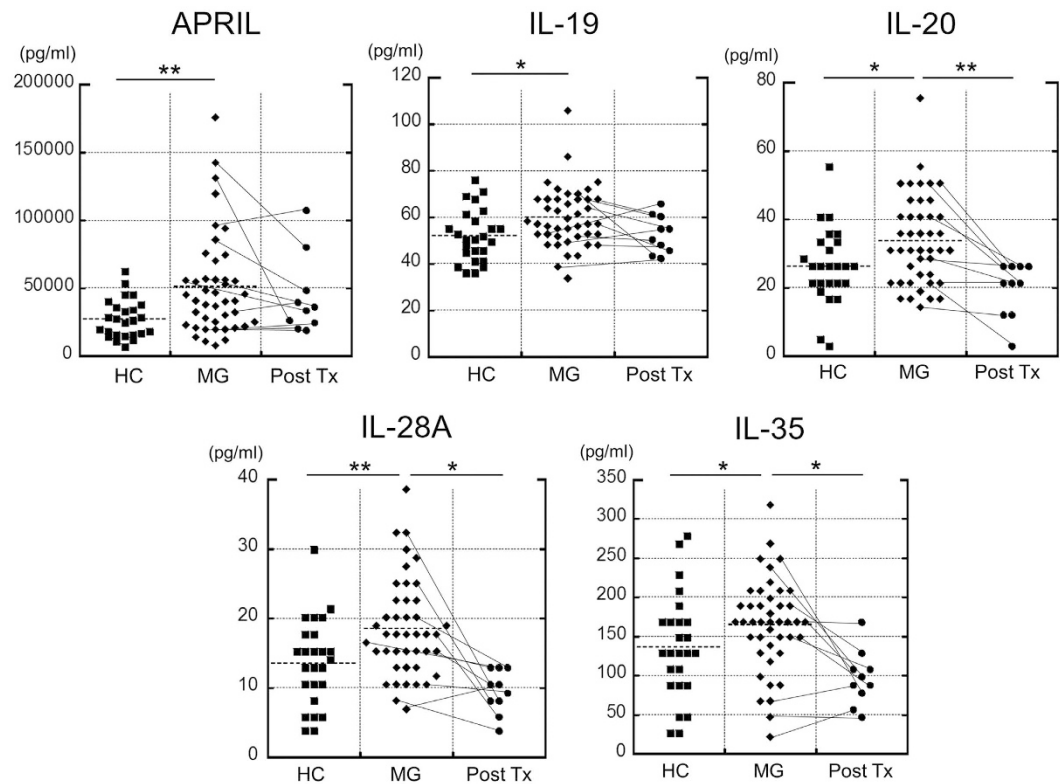 APRIL
(pg/ml)
**
200000
150000
100000
50000
0
HC MG Post Tx
IL-19
(pg/ml)
*
120
100
80
60
40
20
0
HC MG Post Tx
IL-20
(pg/ml)
* **
80
60
40
20
0
HC MG Post Tx
IL-28A
(pg/ml)
** *
40
30
20
10
0
HC MG Post Tx
IL-35
(pg/ml)
* *
350
300
250
200
150
100
50
0
HC MG Post Tx